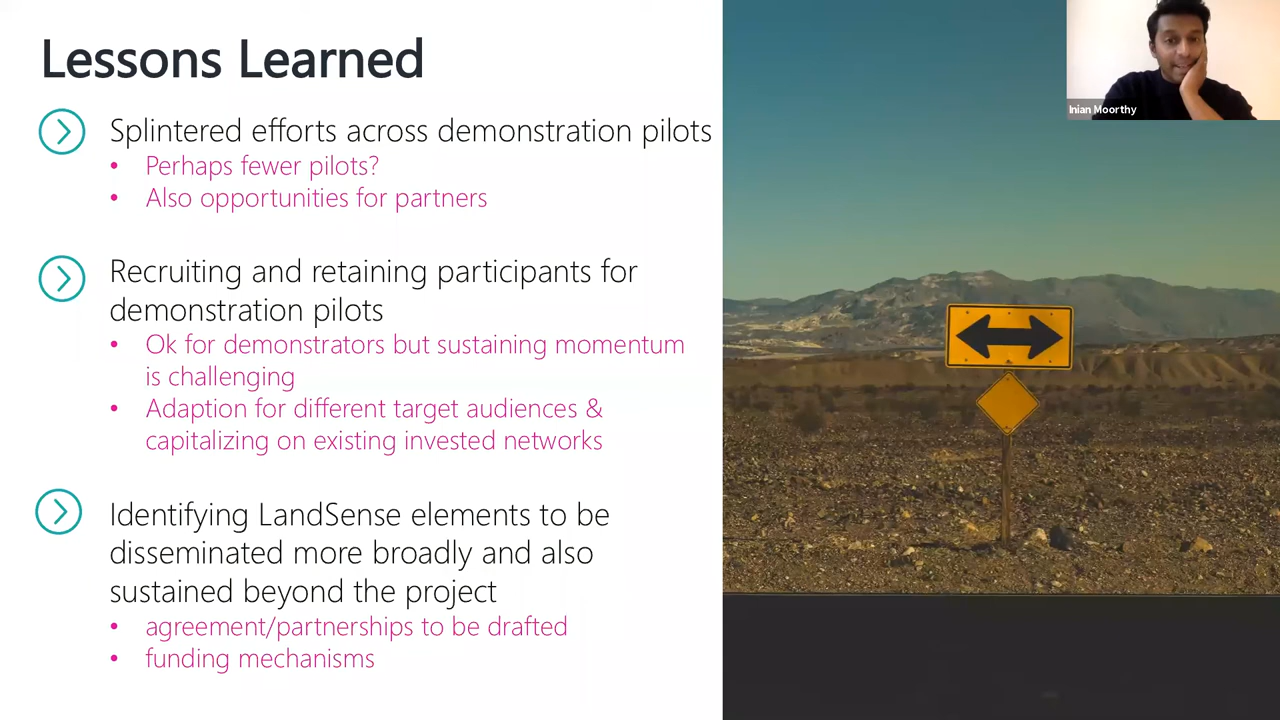 Lessons Learned
Inian Moorthy
Splintered efforts across demonstration pilots
• Perhaps fewer pilots?
• Also opportunities for partners
Recruiting and retaining participants for
demonstration pilots
• Ok for demonstrators but sustaining momentum
is challenging
• Adaption for different target audiences &
capitalizing on existing invested networks
Identifying LandSense elements to be
disseminated more broadly and also
sustained beyond the project
• agreement/partnerships to be drafted
• funding mechanisms